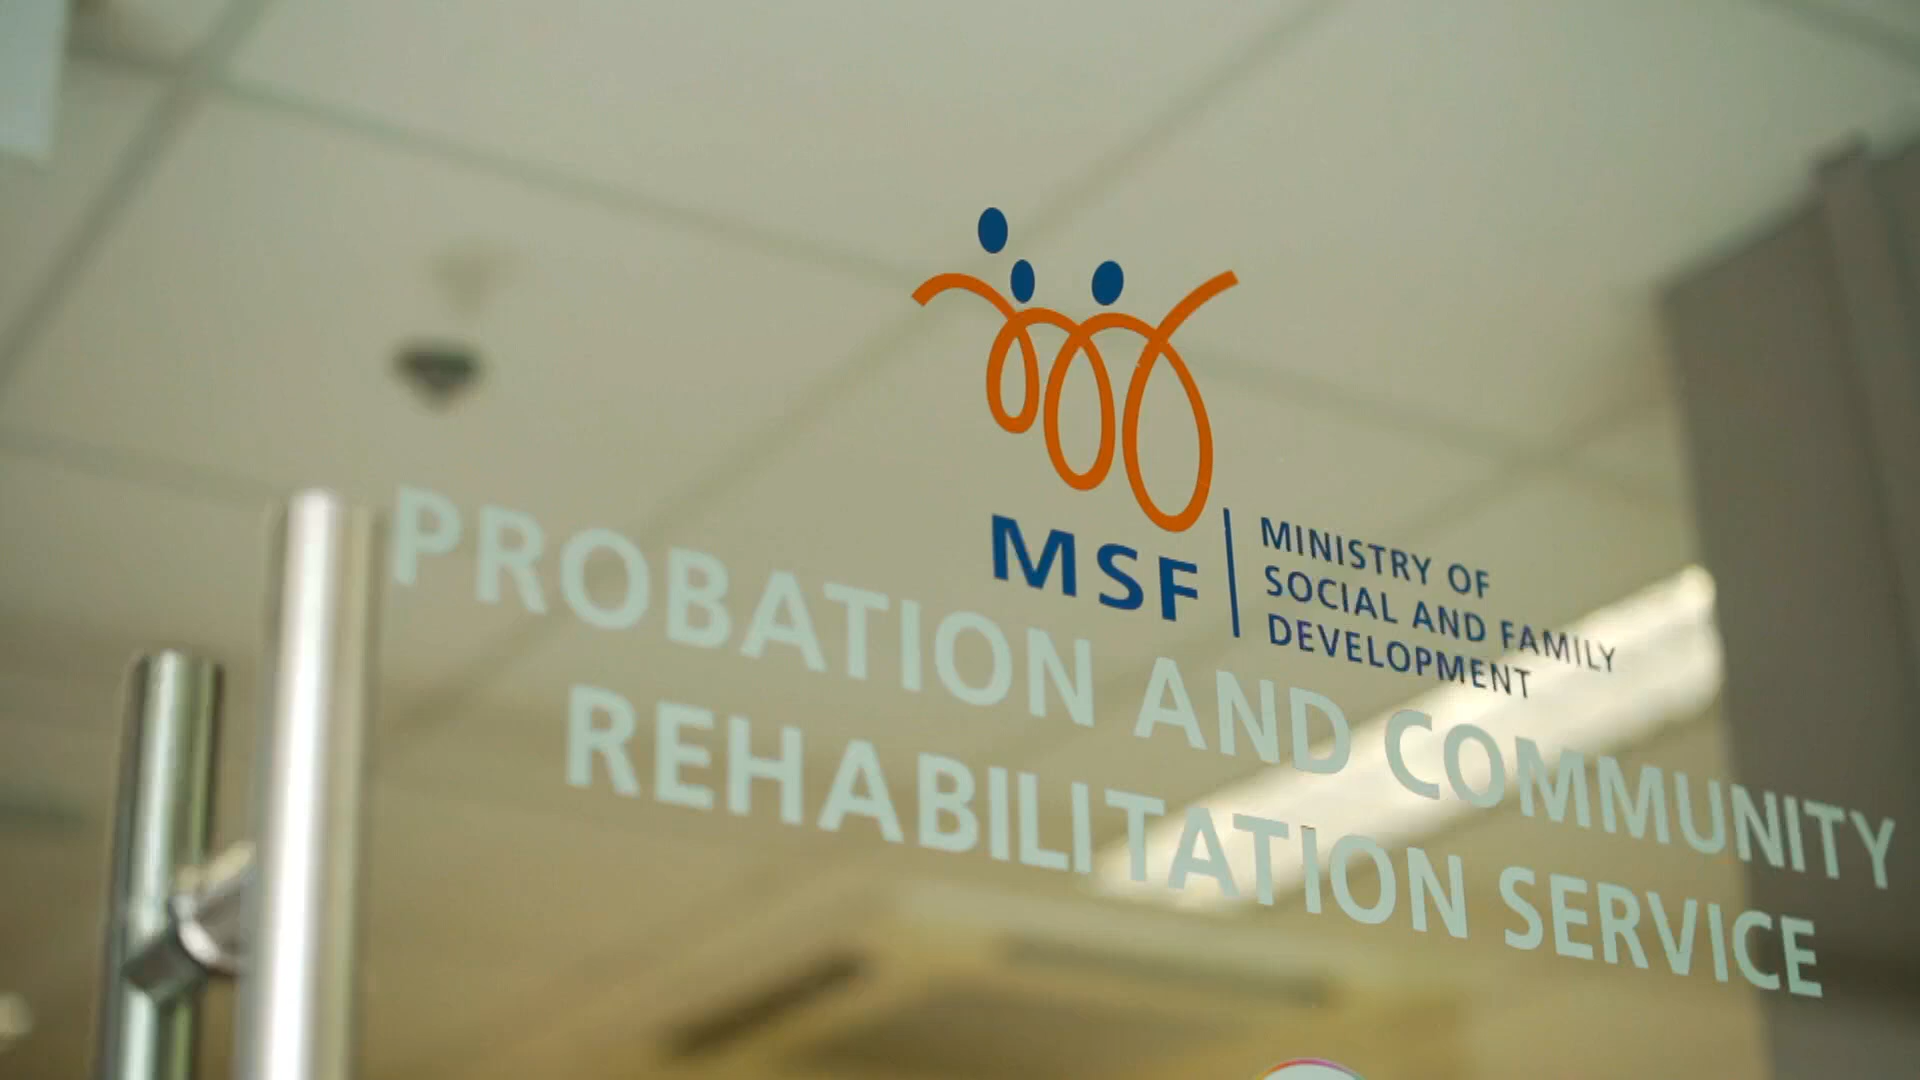 MSF
MINISTRY OF
SOCIAL AND FAMILY
DEVELOPMENT
PROBATION AND COMMUNITY
REHABILITATION SERVICE